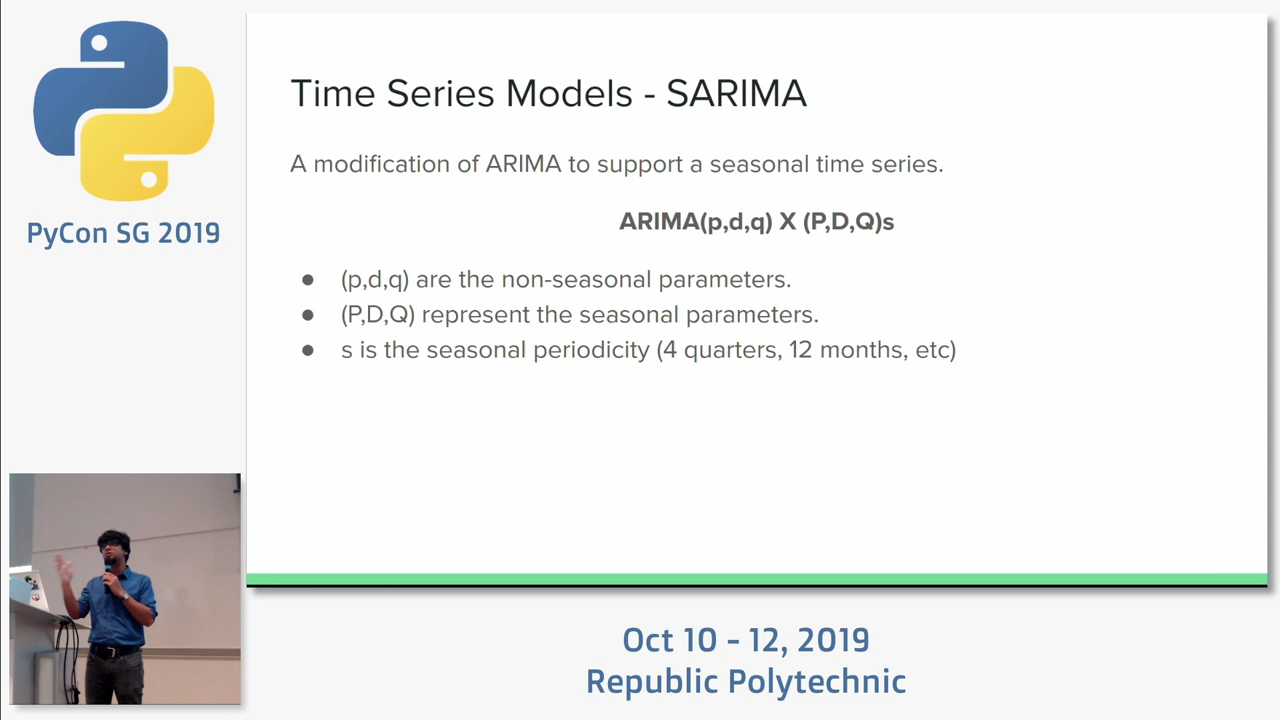 PyCon SG 2019
Time Series Models - SARIMA
A modification of ARIMA to support a seasonal time series.
ARIMA(p,d,q) X (P,D,Q)s
● (p,d,q) are the non-seasonal parameters.
● (P,D,Q) represent the seasonal parameters.
● s is the seasonal periodicity (4 quarters, 12 months, etc)
Oct 10 - 12, 2019
Republic Polytechnic